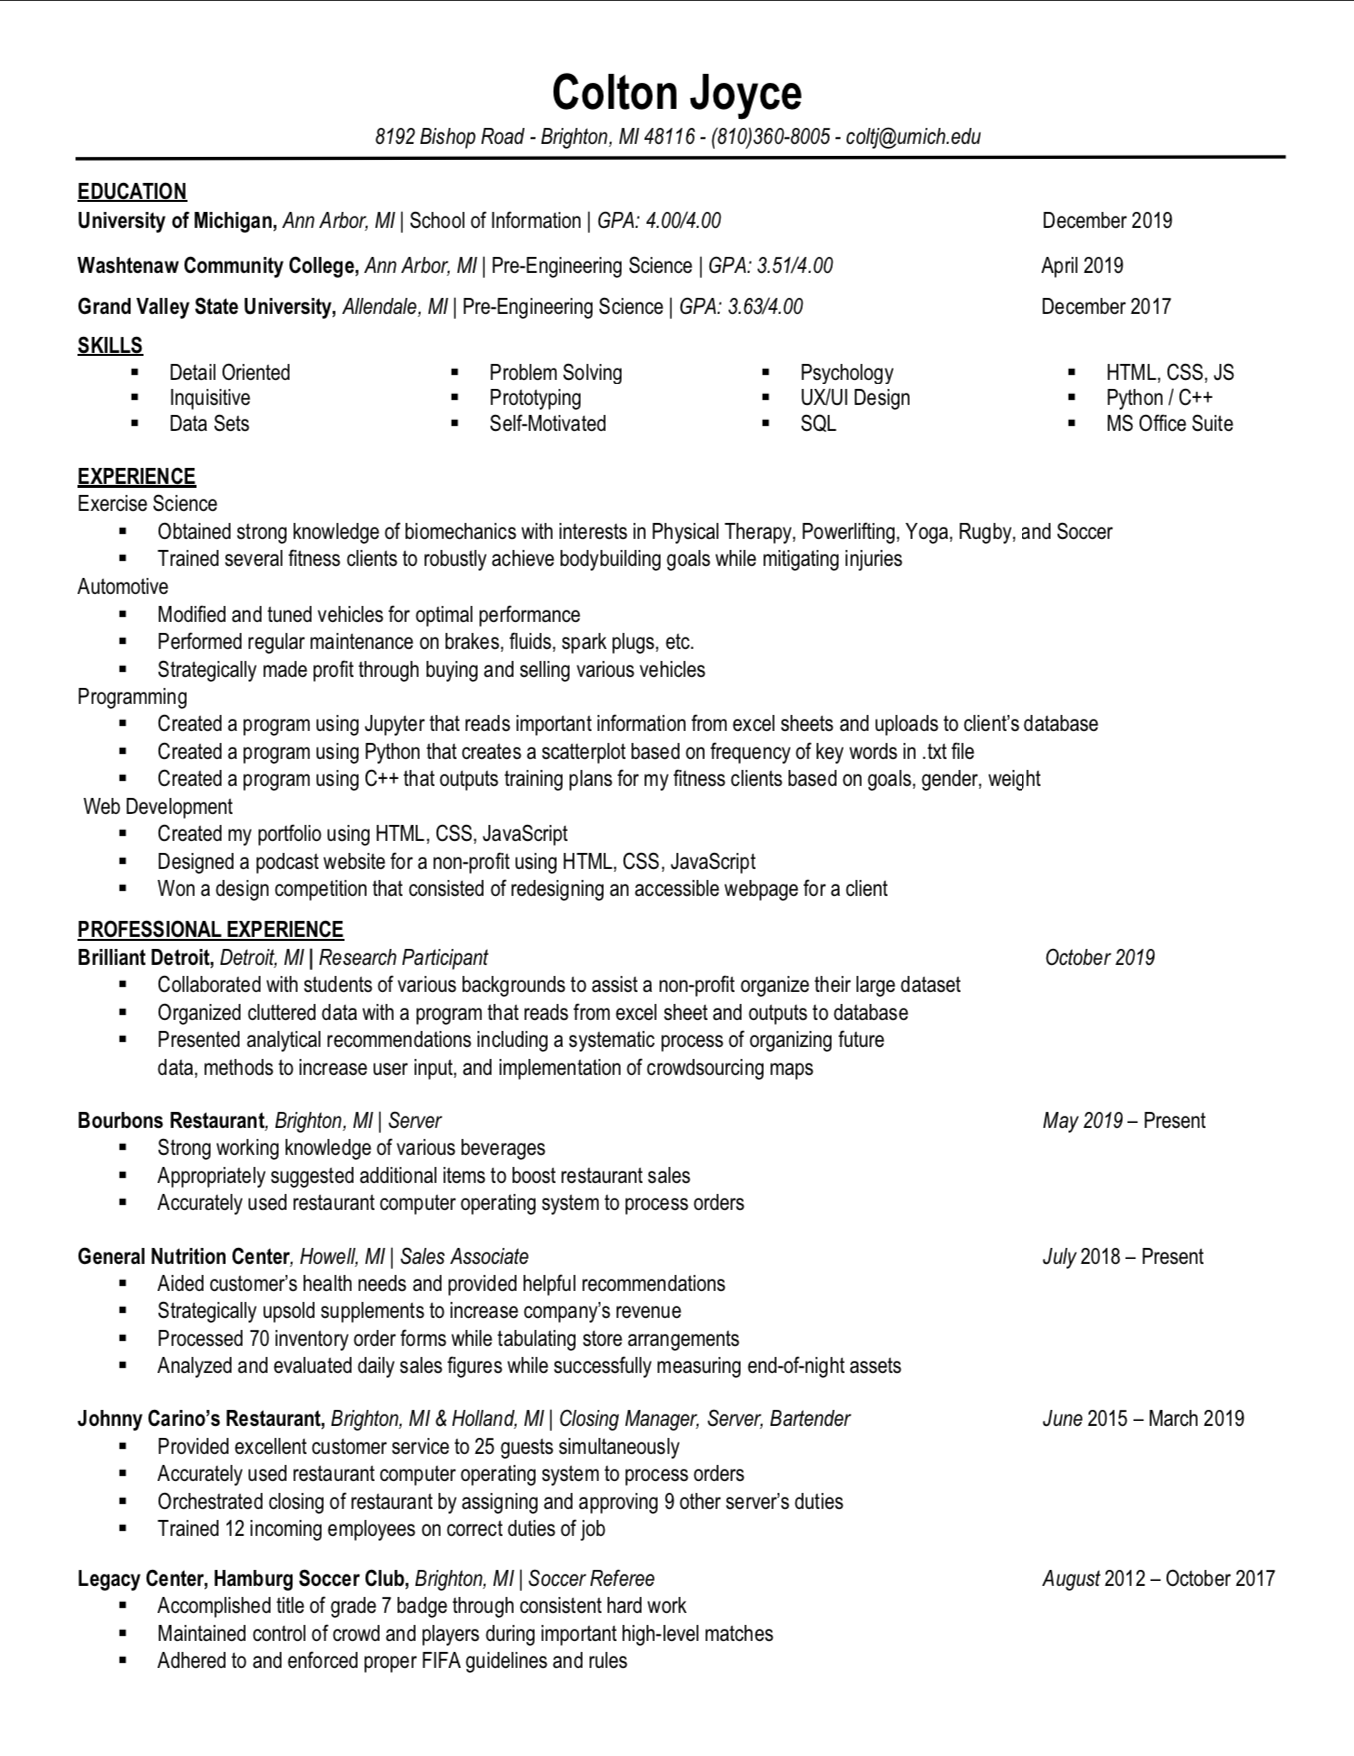 Colton Joyce
8192 Bishop Road - Brighton, MI 48116 - (810)360-8005 - coltj@umich.edu
EDUCATION
University of Michigan, Ann Arbor, MI | School of Information | GPA: 4.00/4.00 December 2019
Washtenaw Community College, Ann Arbor, MI | Pre-Engineering Science | GPA: 3.51/4.00 April 2019
Grand Valley State University, Allendale, MI | Pre-Engineering Science | GPA: 3.63/4.00 December 2017
SKILLS
▪ Detail Oriented ▪ Problem Solving ▪ Psychology ▪ HTML, CSS, JS
▪ Inquisitive ▪ Prototyping ▪ UX/UI Design ▪ Python / C++
▪ Data Sets ▪ Self-Motivated ▪ SQL ▪ MS Office Suite
EXPERIENCE
Exercise Science
▪ Obtained strong knowledge of biomechanics with interests in Physical Therapy, Powerlifting, Yoga, Rugby, and Soccer
▪ Trained several fitness clients to robustly achieve bodybuilding goals while mitigating injuries
Automotive
▪ Modified and tuned vehicles for optimal performance
▪ Performed regular maintenance on brakes, fluids, spark plugs, etc.
▪ Strategically made profit through buying and selling various vehicles
Programming
▪ Created a program using Jupyter that reads important information from excel sheets and uploads to client's database
▪ Created a program using Python that creates a scatterplot based on frequency of key words in .txt file
▪ Created a program using C++ that outputs training plans for my fitness clients based on goals, gender, weight
Web Development
▪ Created my portfolio using HTML, CSS, JavaScript
▪ Designed a podcast website for a non-profit using HTML, CSS, JavaScript
▪ Won a design competition that consisted of redesigning an accessible webpage for a client
PROFESSIONAL EXPERIENCE
Brilliant Detroit, Detroit, MI | Research Participant October 2019
▪ Collaborated with students of various backgrounds to assist a non-profit organize their large dataset
▪ Organized cluttered data with a program that reads from excel sheet and outputs to database
▪ Presented analytical recommendations including a systematic process of organizing future
data, methods to increase user input, and implementation of crowdsourcing maps
Bourbons Restaurant, Brighton, MI | Server May 2019 – Present
▪ Strong working knowledge of various beverages
▪ Appropriately suggested additional items to boost restaurant sales
▪ Accurately used restaurant computer operating system to process orders
General Nutrition Center, Howell, MI | Sales Associate July 2018 – Present
▪ Aided customer's health needs and provided helpful recommendations
▪ Strategically upsold supplements to increase company's revenue
▪ Processed 70 inventory order forms while tabulating store arrangements
▪ Analyzed and evaluated daily sales figures while successfully measuring end-of-night assets
Johnny Carino's Restaurant, Brighton, MI & Holland, MI | Closing Manager, Server, Bartender June 2015 – March 2019
▪ Provided excellent customer service to 25 guests simultaneously
▪ Accurately used restaurant computer operating system to process orders
▪ Orchestrated closing of restaurant by assigning and approving 9 other server's duties
▪ Trained 12 incoming employees on correct duties of job
Legacy Center, Hamburg Soccer Club, Brighton, MI | Soccer Referee August 2012 – October 2017
▪ Accomplished title of grade 7 badge through consistent hard work
▪ Maintained control of crowd and players during important high-level matches
▪ Adhered to and enforced proper FIFA guidelines and rules